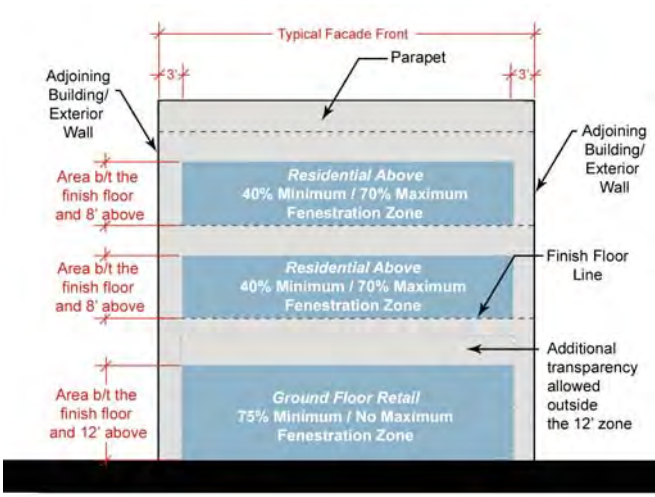 Typical Facade Front
3'
3'
Parapet
Adjoining
Building/
Exterior
Wall
Adjoining
Building/
Exterior
Wall
Area b/t the
finish floor
and 8' above
Residential Above
40% Minimum / 70% Maximum
Fenestration Zone
Area b/t the
finish floor
and 8' above
Residential Above
40% Minimum / 70% Maximum
Fenestration Zone
Finish Floor
Line
Additional
transparency
allowed
outside
the 12' zone
Area b/t the
finish floor
and 12' above
Ground Floor Retail
75% Minimum / No Maximum
Fenestration Zone